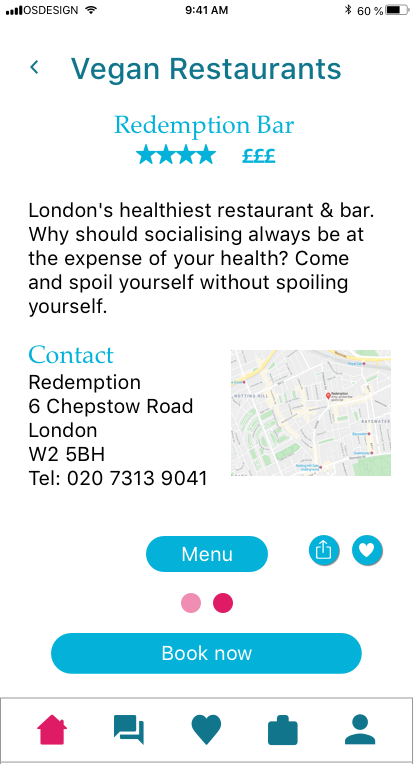 IOSDESIGN 9:41 AM 60 %
Vegan Restaurants
Redemption Bar
£££
London's healthiest restaurant & bar.
Why should socialising always be at
the expense of your health? Come
and spoil yourself without spoiling
yourself.
Contact
Redemption
6 Chepstow Road
London
W2 5BH
Tel: 020 7313 9041
Redemption
NOTTING HILL
Menu
Book now